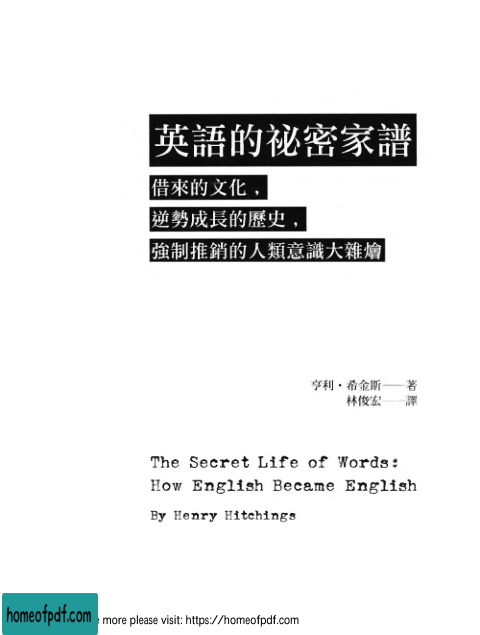 英語的祕密家譜
借來的文化，
逆勢成長的歷史，
強制推銷的人類意識大雜燴
亨利・希金斯——著
林俊宏——譯
The Secret Life of Words:
How English Became English
By Henry Hitchings
homeofpdf.com
more please visit: https://homeofpdf.com